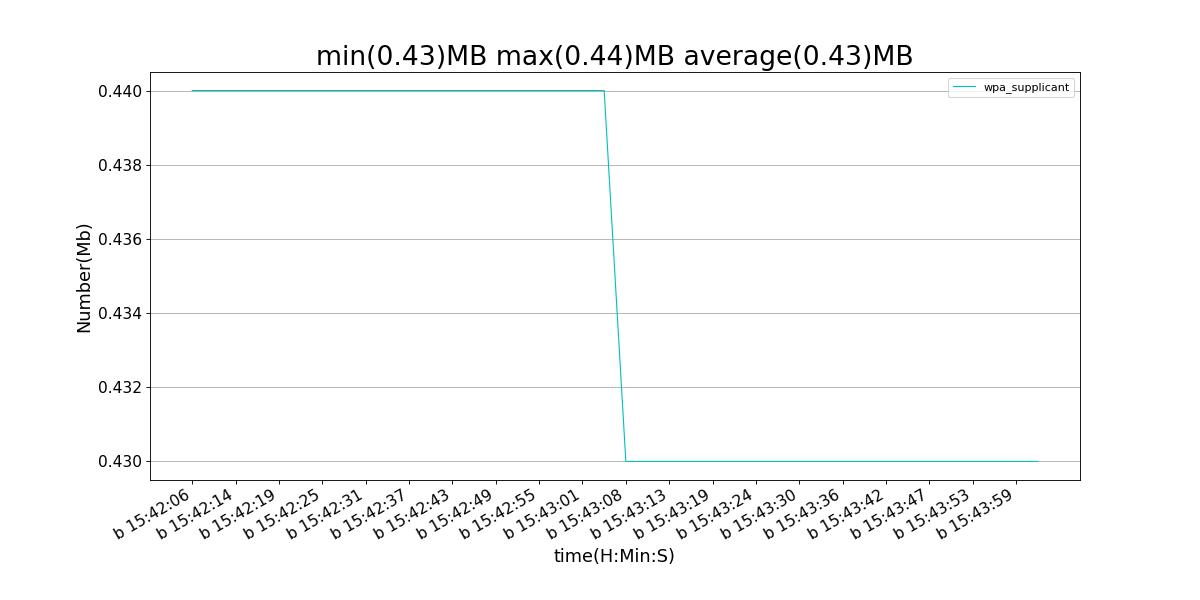 min(0.43)MB max(0.44)MB average(0.43)MB
wpa_supplicant
0.440
0.438
0.436
0.434
0.432
0.430
Number(Mb)
b 15:42:06
b 15:42:14
b 15:42:19
b 15:42:25
b 15:42:31
b 15:42:37
b 15:42:43
b 15:42:49
b 15:42:55
b 15:43:01
b 15:43:08
b 15:43:13
b 15:43:19
b 15:43:24
b 15:43:30
b 15:43:36
b 15:43:42
b 15:43:47
b 15:43:53
b 15:43:59
time(H:Min:S)